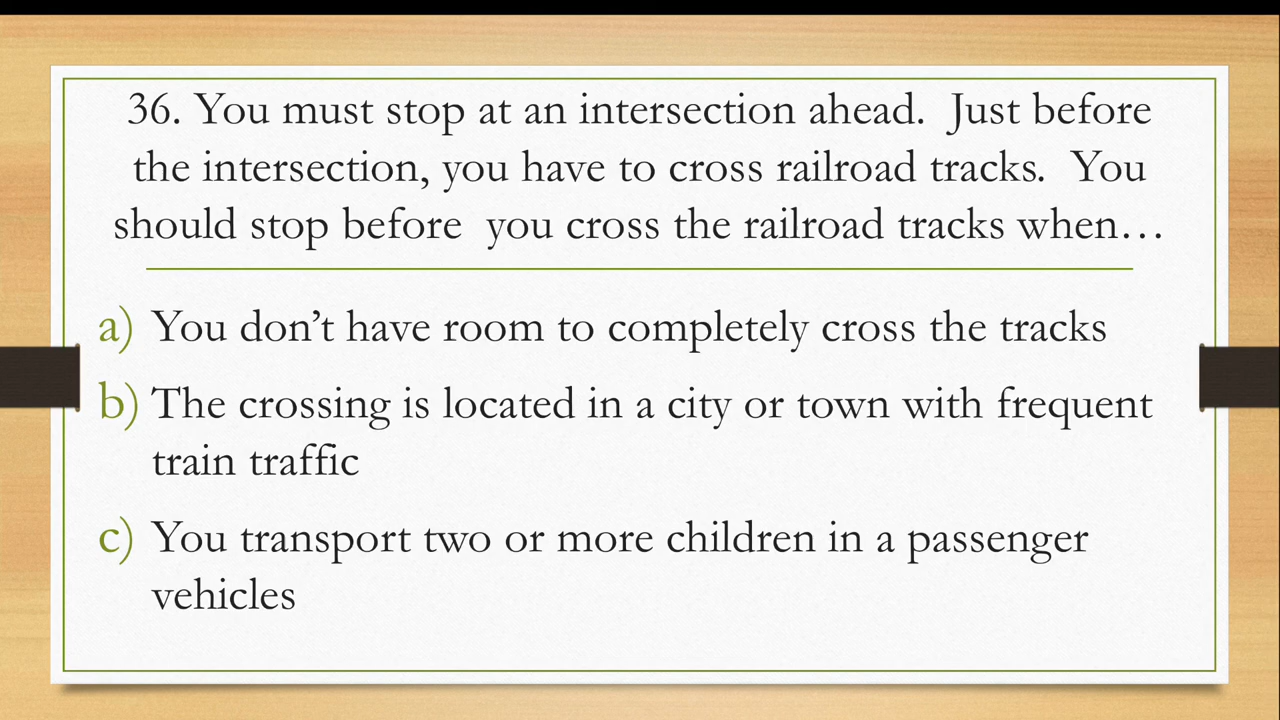 36. You must stop at an intersection ahead.  Just before
the intersection, you have to cross railroad tracks.  You
should stop before  you cross the railroad tracks when…
a) You don’t have room to completely cross the tracks
b) The crossing is located in a city or town with frequent
train traffic
c) You transport two or more children in a passenger
vehicles